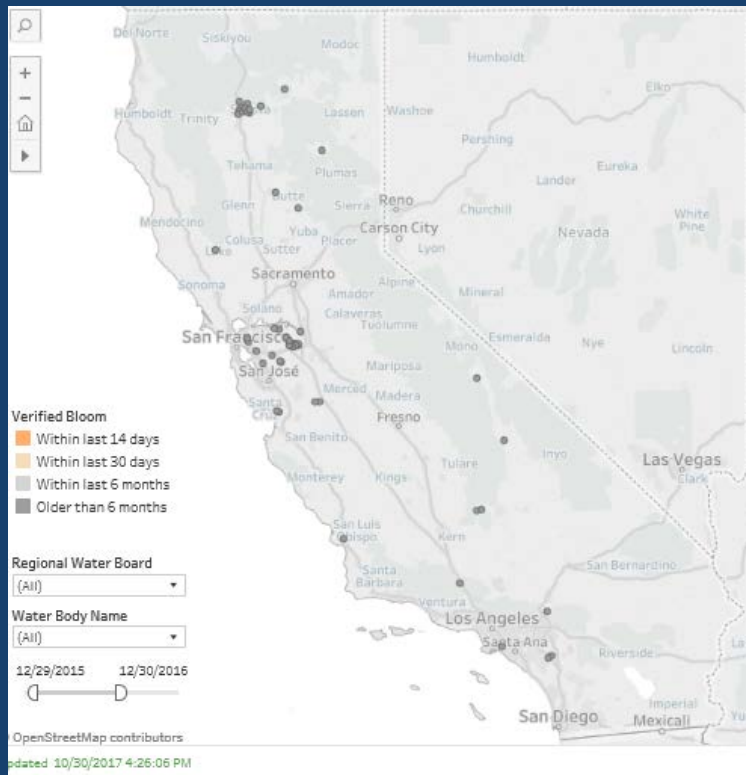 Del Norte
Siskiyou
Modoc
Humboldt
Elko
Humboldt
Trinity
Lassen
Washoe
Pershing
Tehama
Plumas
Eureka
Lander
Glenn
Butte
Sierra
Reno
Churchill
White
Pine
Mendocino
Colusa
Yuba
Placer
Carson City
Lake
Sutter
Lyon
Nevada
Sonoma
Sacramento
Alpine
Amador
Mineral
Solano
Calaveras
Tuolumne
San Francisco
Mono
Esmeralda
Nye
Lincoln
San José
Mariposa
Merced
Madera
Santa
Cruz
Fresno
San Benito
Inyo
Monterey
Kings
Tulare
Las Vegas
Clark
San Luis
Obispo
Kern
Santa
Barbara
San Bernardino
Ventura
Los Angeles
Santa Ana
Riverside
La
San Diego
Imperial
Mexicali
Yu
Verified Bloom
Within last 14 days
Within last 30 days
Within last 6 months
Older than 6 months
Regional Water Board
(All)
Water Body Name
(All)
12/29/2015 12/30/2016
OpenStreetMap contributors
pdated 10/30/2017 4:26:06 PM